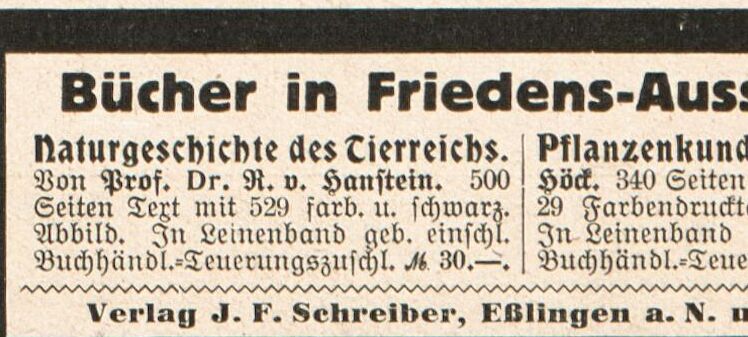 Bücher in Friedens-Auss
Naturgeschichte des Tierreichs.
Von Prof. Dr. R. v. Hanstein. 500
Seiten Text mit 529 farb. u. schwarz.
Abbild. In Leinenband geb. einschl.
Buchhändl.=Teuerungszuschl. ℳ 30.—.
Pflanzenkund
Höck. 340 Seiten
29 Farbendruckt
In Leinenband
Buchhändl.=Teue
Verlag J. F. Schreiber, Eßlingen a. N. u